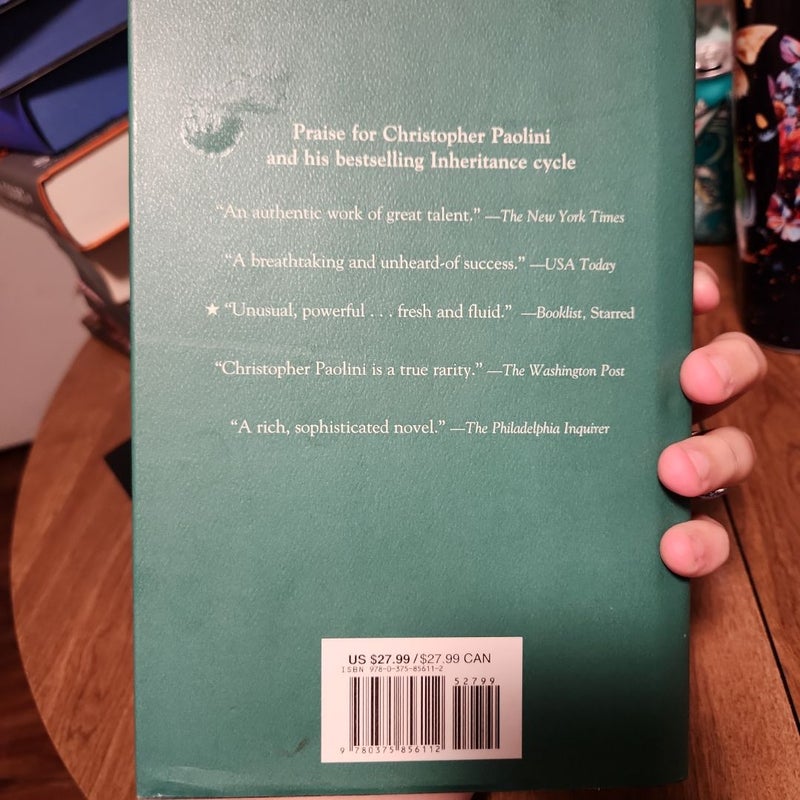 Praise for Christopher Paolini
and his bestselling Inheritance cycle
“An authentic work of great talent.” —The New York Times
“A breathtaking and unheard-of success.” —USA Today
★ “Unusual, powerful . . . fresh and fluid.” —Booklist, Starred
“Christopher Paolini is a true rarity.” —The Washington Post
“A rich, sophisticated novel.” —The Philadelphia Inquirer
US $27.99 / $27.99 CAN
ISBN 978-0-375-85611-2
52799
9 780375 856112